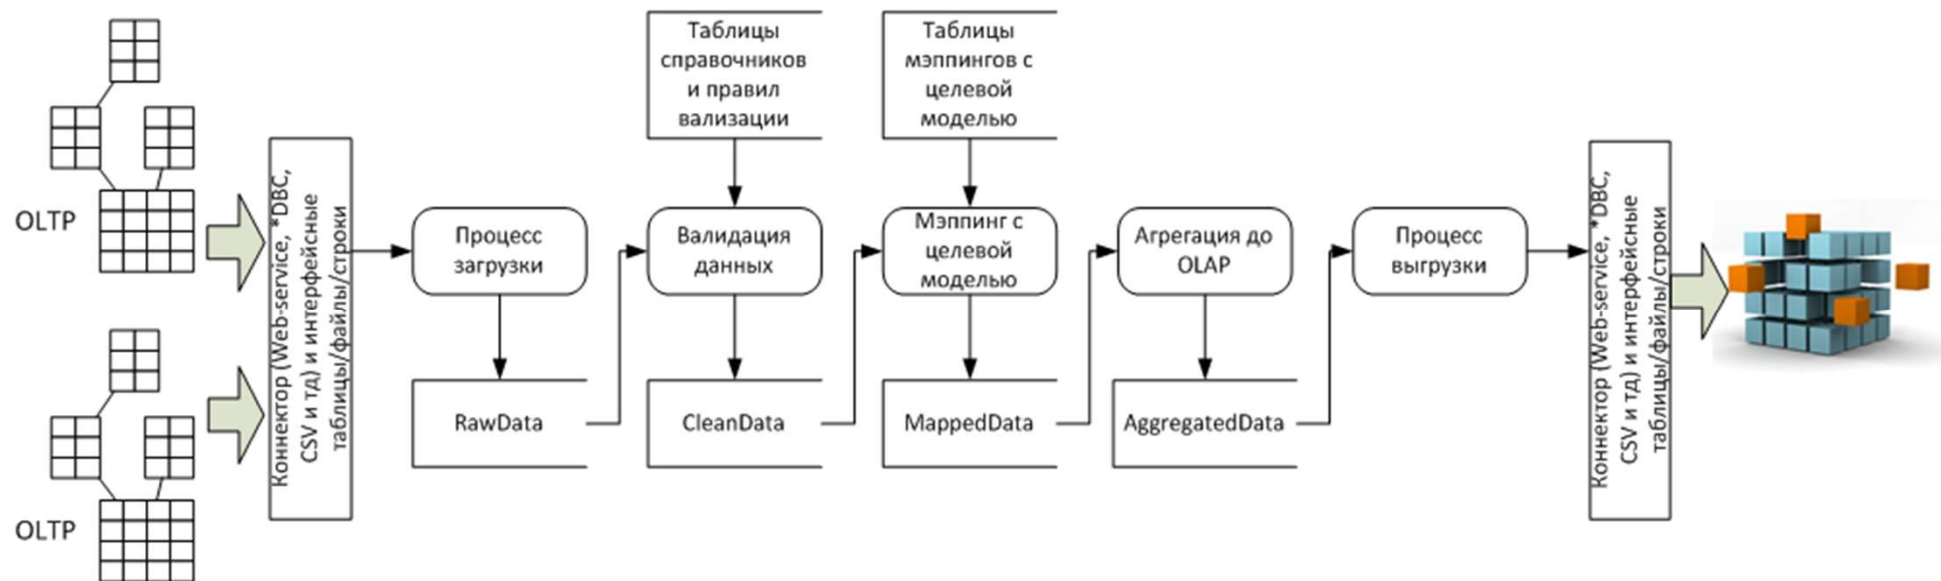 Таблицы
справочников
и правил
вализации
Таблицы
мэппингов с
целевой
моделью
OLTP
OLTP
Коннектор (Web-service, *DBC,
CSV и тд) и интерфейсные
таблицы/файлы/строки
Процесс
загрузки
Валидация
данных
Мэппинг с
целевой
моделью
Агрегация до
OLAP
Процесс
выгрузки
RawData
CleanData
MappedData
AggregatedData
Коннектор (Web-service, *DBC,
CSV и тд) и интерфейсные
таблицы/файлы/строки